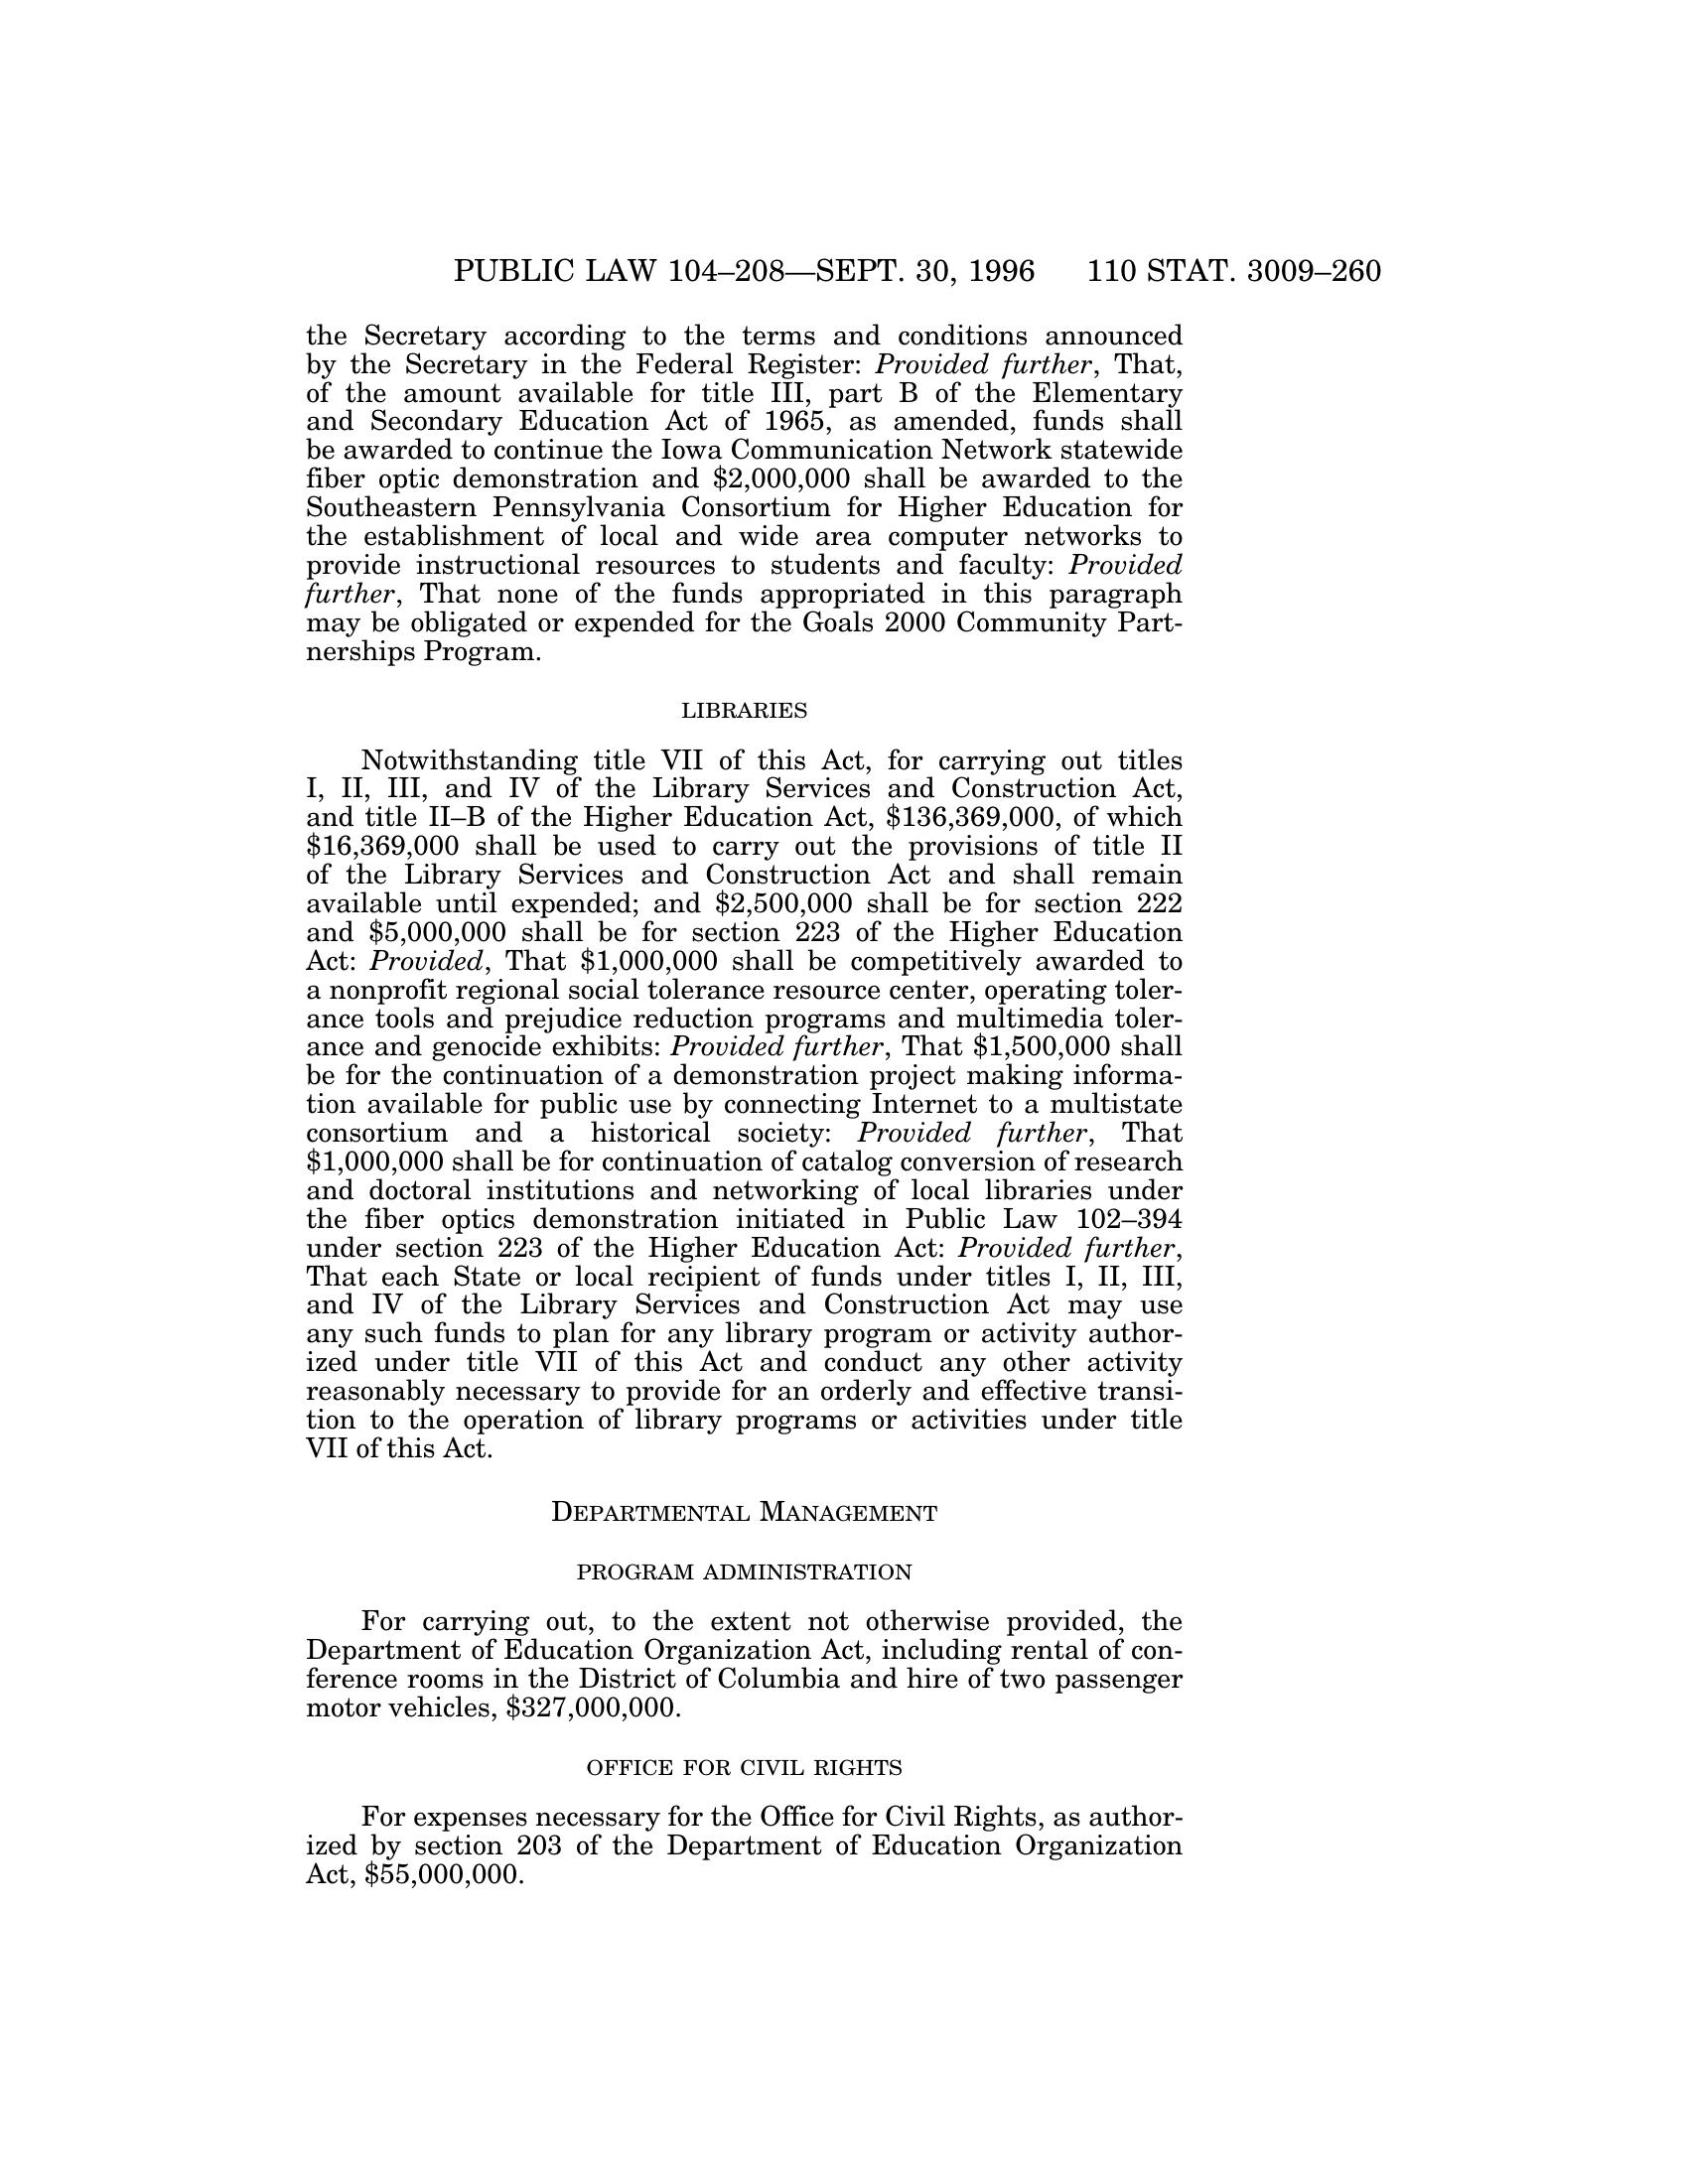 PUBLIC LAW 104–208—SEPT. 30, 1996 110 STAT. 3009–260
the Secretary according to the terms and conditions announced
by the Secretary in the Federal Register: Provided further, That,
of the amount available for title III, part B of the Elementary
and Secondary Education Act of 1965, as amended, funds shall
be awarded to continue the Iowa Communication Network statewide
fiber optic demonstration and $2,000,000 shall be awarded to the
Southeastern Pennsylvania Consortium for Higher Education for
the establishment of local and wide area computer networks to
provide instructional resources to students and faculty: Provided
further, That none of the funds appropriated in this paragraph
may be obligated or expended for the Goals 2000 Community Part-
nerships Program.
LIBRARIES
Notwithstanding title VII of this Act, for carrying out titles
I, II, III, and IV of the Library Services and Construction Act,
and title II–B of the Higher Education Act, $136,369,000, of which
$16,369,000 shall be used to carry out the provisions of title II
of the Library Services and Construction Act and shall remain
available until expended; and $2,500,000 shall be for section 222
and $5,000,000 shall be for section 223 of the Higher Education
Act: Provided, That $1,000,000 shall be competitively awarded to
a nonprofit regional social tolerance resource center, operating toler-
ance tools and prejudice reduction programs and multimedia toler-
ance and genocide exhibits: Provided further, That $1,500,000 shall
be for the continuation of a demonstration project making informa-
tion available for public use by connecting Internet to a multistate
consortium and a historical society: Provided further, That
$1,000,000 shall be for continuation of catalog conversion of research
and doctoral institutions and networking of local libraries under
the fiber optics demonstration initiated in Public Law 102–394
under section 223 of the Higher Education Act: Provided further,
That each State or local recipient of funds under titles I, II, III,
and IV of the Library Services and Construction Act may use
any such funds to plan for any library program or activity author-
ized under title VII of this Act and conduct any other activity
reasonably necessary to provide for an orderly and effective transi-
tion to the operation of library programs or activities under title
VII of this Act.
DEPARTMENTAL MANAGEMENT
PROGRAM ADMINISTRATION
For carrying out, to the extent not otherwise provided, the
Department of Education Organization Act, including rental of con-
ference rooms in the District of Columbia and hire of two passenger
motor vehicles, $327,000,000.
OFFICE FOR CIVIL RIGHTS
For expenses necessary for the Office for Civil Rights, as author-
ized by section 203 of the Department of Education Organization
Act, $55,000,000.